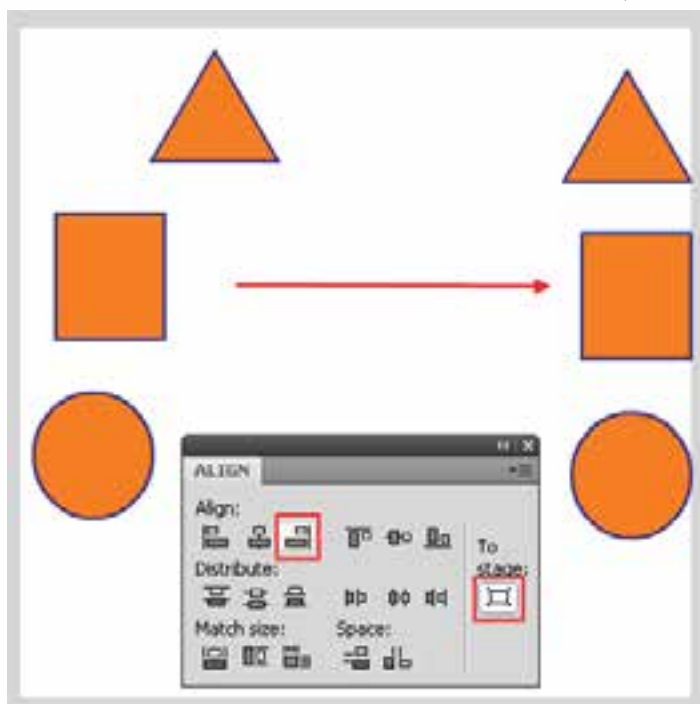 ALIGN
Align:
To
stage:
Distribute:
Match size:
Space: